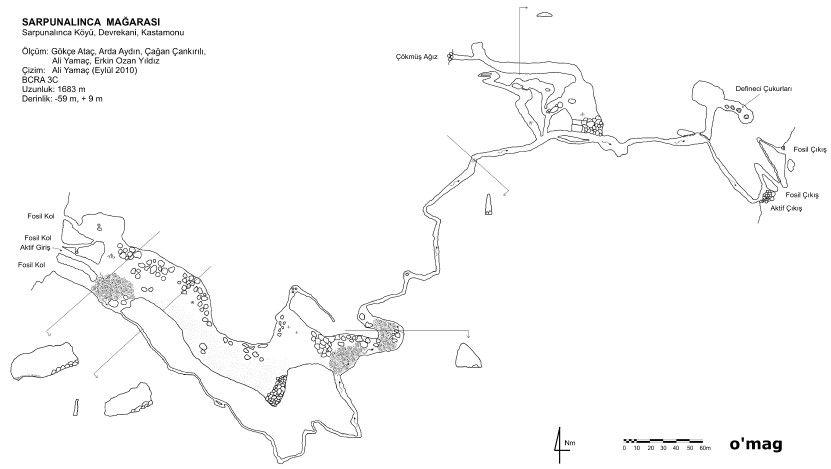 SARPUNALINCA MAĞARASI
Sarpunalınca Köyü, Devrekani, Kastamonu
Ölçüm: Gökçe Ataç, Arda Aydın, Çağan Çankırılı,
Ali Yamaç, Erkin Ozan Yıldız
Çizim: Ali Yamaç (Eylül 2010)
BCRA 3C
Uzunluk: 1683 m
Derinlik: -59 m, + 9 m
Çökmüş Ağız
Defineci Çukurları
Fosil Çıkış
Fosil Çıkış
Aktif Çıkış
Fosil Kol
Fosil Kol
Aktif Giriş
Fosil Kol
Nm
0 10 20 30 40 50 60m
o'mag